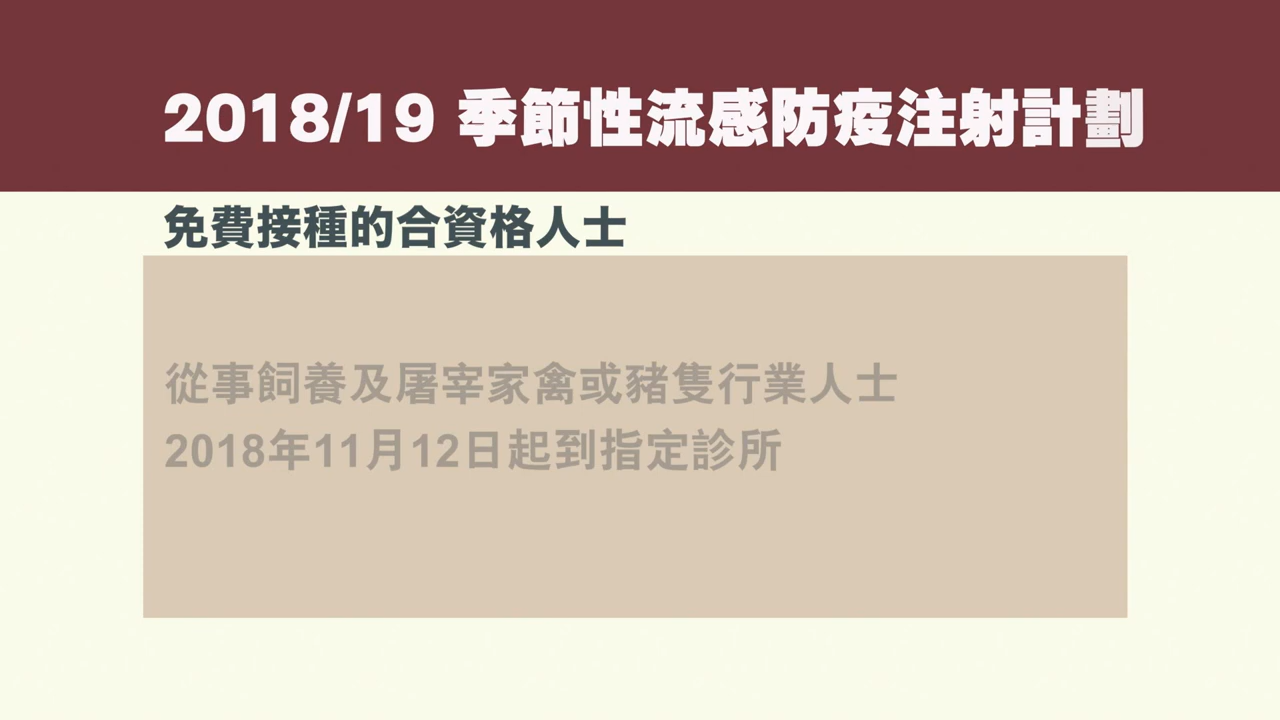 2018/19 季節性流感防疫注射計劃
免費接種的合資格人士
從事飼養及屠宰家禽或豬隻行業人士
2018年11月12日起到指定診所